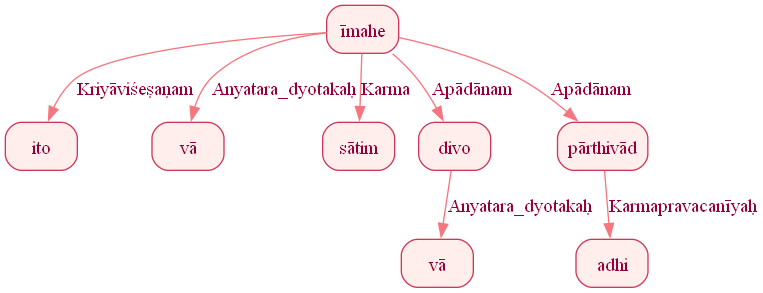 īmahe
Kriyāviśeṣaṇam Anyatara_dyotakaḥ Karma Apādānam Apādānam
ito vā sātim divo pārthivād
Anyatara_dyotakaḥ Karmapravacanīyaḥ
vā adhi